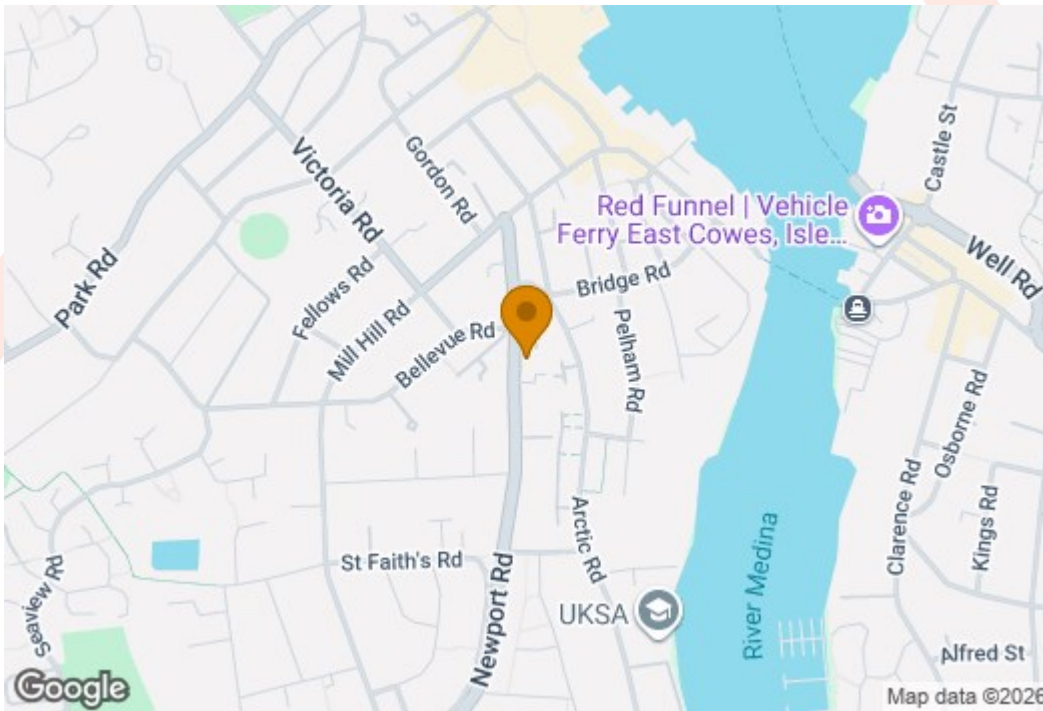 Castle St
Gordon Rd
Victoria Rd
Red Funnel | Vehicle
Ferry East Cowes, Isle...
Well Rd
Park Rd
Fellows Rd
Mill Hill Rd
Bellevue Rd
Bridge Rd
Pelham Rd
Osborne Rd
Clarence Rd
Kings Rd
Arctic Rd
St Faith's Rd
Newport Rd
Seaview Rd
UKSA
River Medina
Alfred St
Google
Map data ©2026